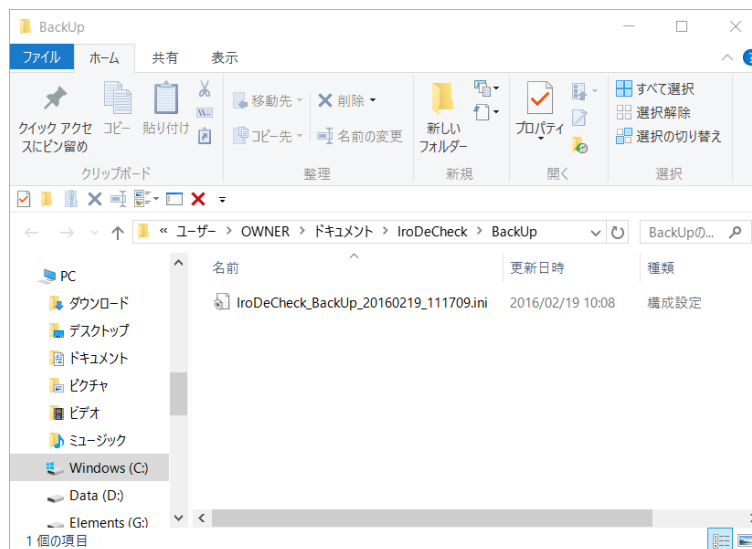 BackUp
ファイル ホーム 共有 表示
クイック アクセスにピン留め
コピー
貼り付け
クリップボード
移動先
コピー先
削除
名前の変更
整理
新しい
フォルダー
新規
プロパティ
開く
すべて選択
選択解除
選択の切り替え
選択
« ユーザー > OWNER > ドキュメント > IroDeCheck > BackUp
BackUpの...
名前 更新日時 種類
IroDeCheck_BackUp_20160219_111709.ini 2016/02/19 10:08 構成設定
PC
ダウンロード
デスクトップ
ドキュメント
ピクチャ
ビデオ
ミュージック
Windows (C:)
Data (D:)
Elements (G:)
1 個の項目